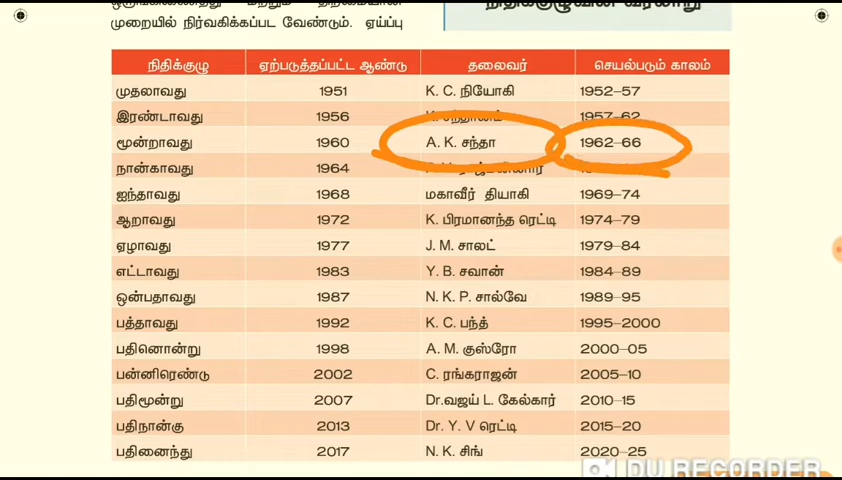 முறையில் நிர்வகிக்கப்பட வேண்டும். ஏய்ப்பு
நிதிக்குழு ஏற்படுத்தப்பட்ட ஆண்டு தலைவர் செயல்படும் காலம்
முதலாவது 1951 K. C. நியோகி 1952–57
இரண்டாவது 1956 K. சந்தானம் 1957–62
மூன்றாவது 1960 A. K. சந்தா 1962–66
நான்காவது 1964
ஐந்தாவது 1968 மகாவீர் தியாகி 1969–74
ஆறாவது 1972 K. பிரமானந்த ரெட்டி 1974–79
ஏழாவது 1977 J. M. சாலட் 1979–84
எட்டாவது 1983 Y. B. சவான் 1984–89
ஒன்பதாவது 1987 N. K. P. சால்வே 1989–95
பத்தாவது 1992 K. C. பந்த் 1995–2000
பதினொன்று 1998 A. M. குஸ்ரோ 2000–05
பன்னிரெண்டு 2002 C. ரங்கராஜன் 2005–10
பதிமூன்று 2007 Dr.வஜய் L. கேல்கார் 2010–15
பதிநான்கு 2013 Dr. Y. V ரெட்டி 2015–20
பதினைந்து 2017 N. K. சிங் 2020–25
DU RECORDER